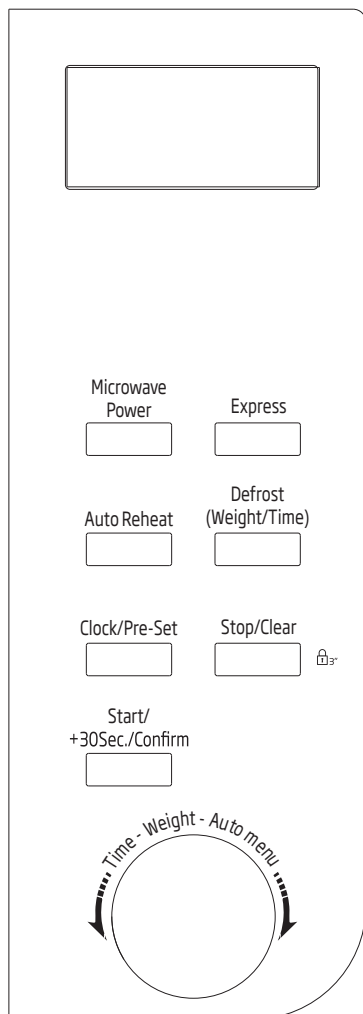 Microwave
Power
Express
Auto Reheat
Defrost
(Weight/Time)
Clock/Pre-Set
Stop/Clear
3"
Start/
+30Sec./Confirm
Time - Weight - Auto menu